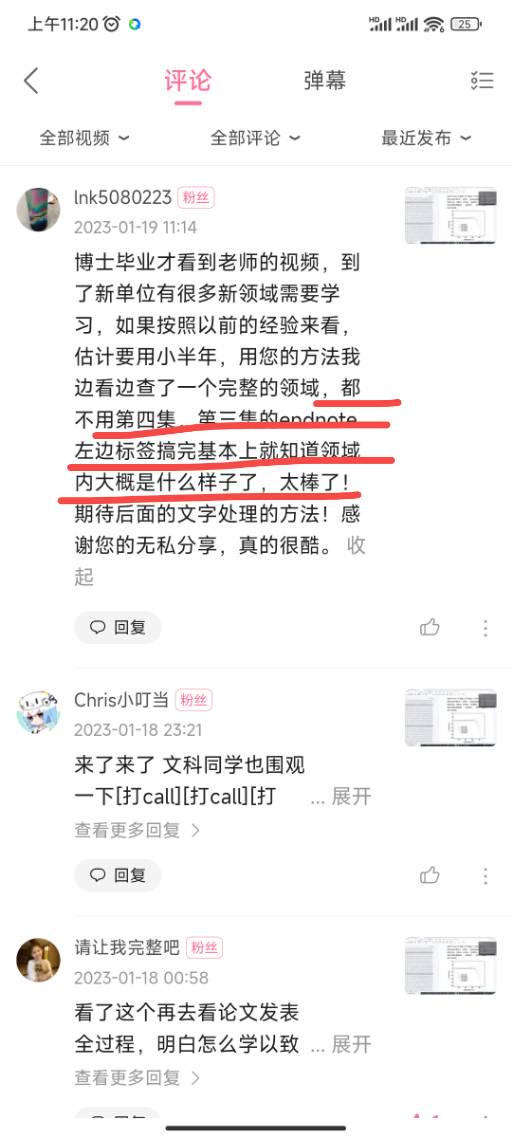 上午11:20
HD
HD
6
25
评论
弹幕
全部视频
全部评论
最近发布
lnk5080223 粉丝
2023-01-19 11:14
博士毕业才看到老师的视频，到
了新单位有很多新领域需要学
习，如果按照以前的经验来看，
估计要用小半年，用您的方法我
边看边查了一个完整的领域，都
不用第四集，第三集的endnote
左边标签搞完基本上就知道领域
内大概是什么样子了，太棒了！
期待后面的文字处理的方法！感
谢您的无私分享，真的很酷。 收
起
回复
Chris小叮当 粉丝
2023-01-18 23:21
来了来了 文科同学也围观
一下[打call][打call][打 ... 展开
查看更多回复
回复
请让我完整吧 粉丝
2023-01-18 00:58
看了这个再去看论文发表
全过程，明白怎么学以致 ... 展开
查看更多回复